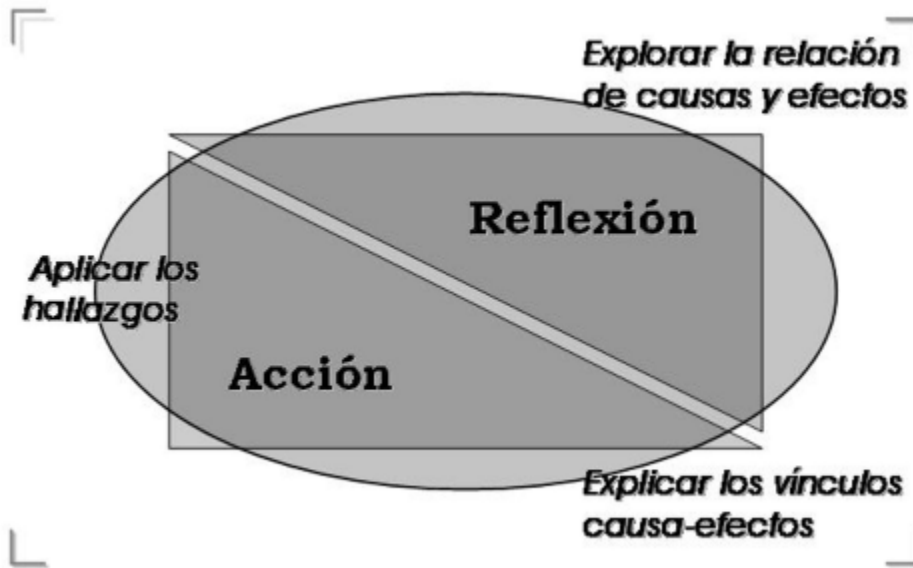 Explorar la relación
de causas y efectos
Reflexión
Aplicar los
hallazgos
Acción
Explicar los vínculos
causa-efectos